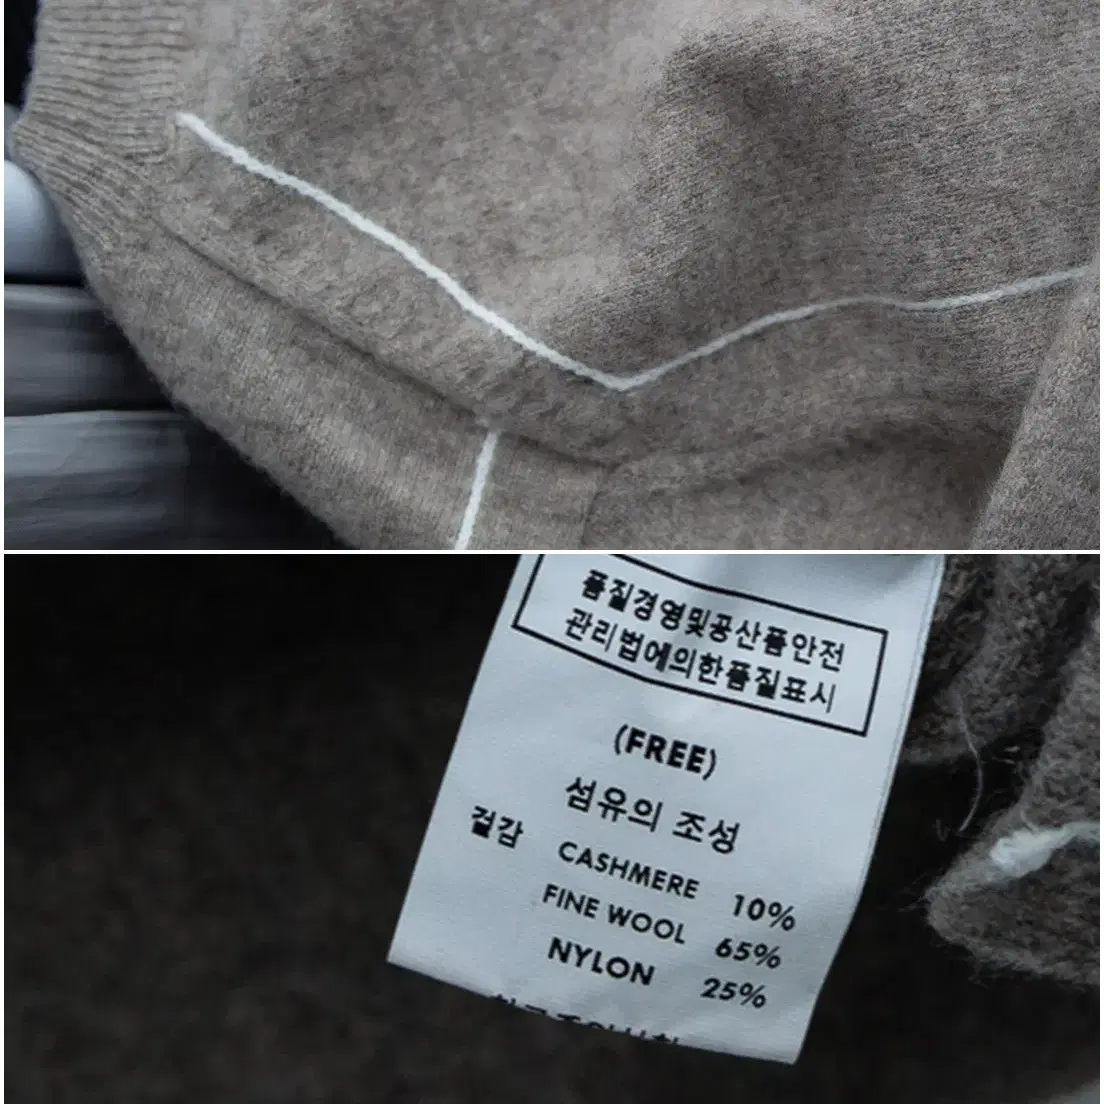 품질경영및공산품안전
관리법에의한품질표시
(FREE)
섬유의 조성
겉감 CASHMERE 10%
FINE WOOL 65%
NYLON 25%